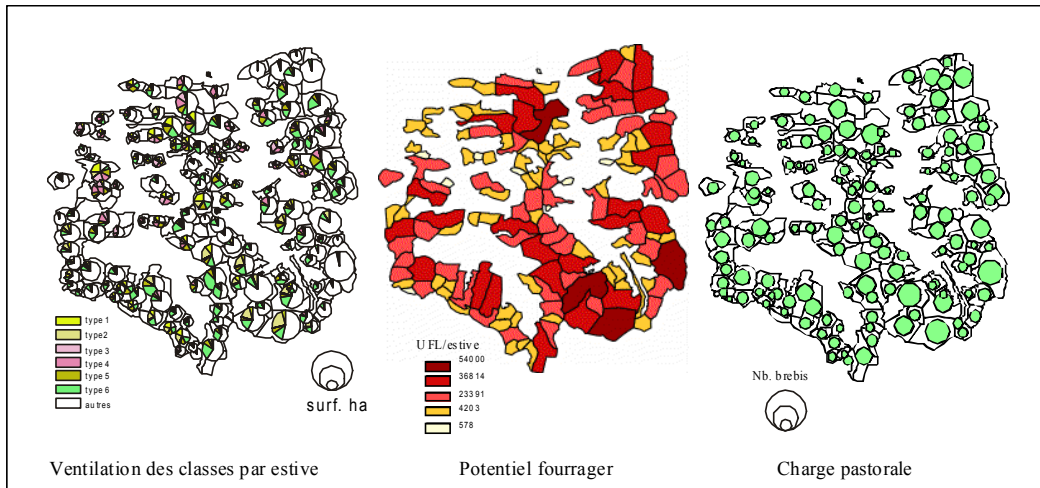 type 1
type2
type 3
type 4
type 5
type 6
autres
surf. ha
UFL/estive
54000
36814
23391
4203
578
Nb. brebis
Ventilation des classes par estive
Potentiel fourrager
Charge pastorale